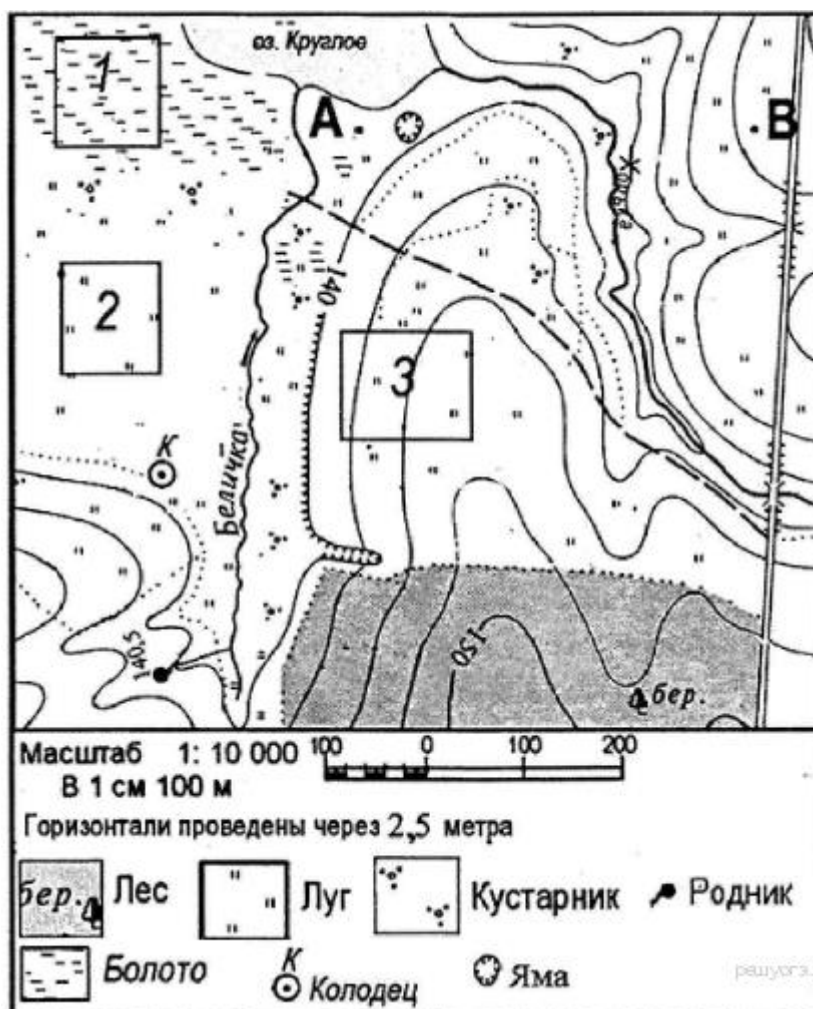 оз. Круглое
1
А
В
Хомыга
140
2
3
К
Беличка
140,5
150
бер.
Масштаб 1: 10 000
100 0 100 200
В 1 см 100 м
Горизонтали проведены через 2,5 метра
бер. Лес
Луг
Кустарник
Родник
Болото
К
Колодец
Яма